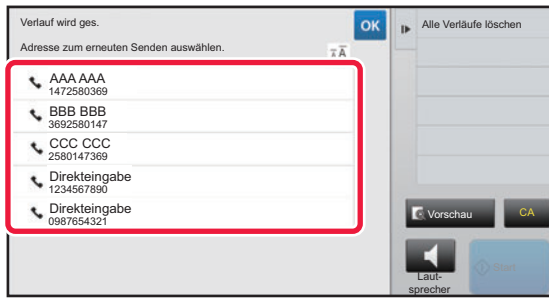 Verlauf wird ges.
OK
Alle Verläufe löschen
Adresse zum erneuten Senden auswählen.
AAA AAA
1472580369
BBB BBB
3692580147
CCC CCC
2580147369
Direkteingabe
1234567890
Direkteingabe
0987654321
Vorschau
CA
Laut-
sprecher
Start